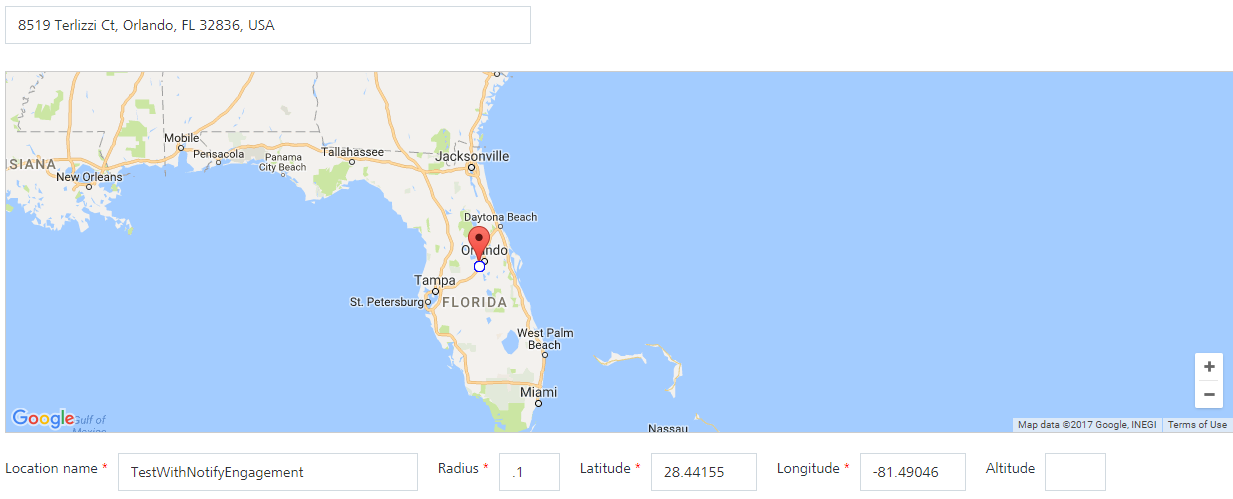 8519 Terlizzi Ct, Orlando, FL 32836, USA
Mobile
Pensacola
Panama
City Beach
Tallahassee
Jacksonville
SIANA
New Orleans
Daytona Beach
Orlando
Tampa
St. Petersburg
FLORIDA
West Palm
Beach
Miami
Nassau
+
−
Google
Gulf of
Mexico
Map data ©2017 Google, INEGI
Terms of Use
Location name * TestWithNotifyEngagement Radius * .1 Latitude * 28.44155 Longitude * -81.49046 Altitude